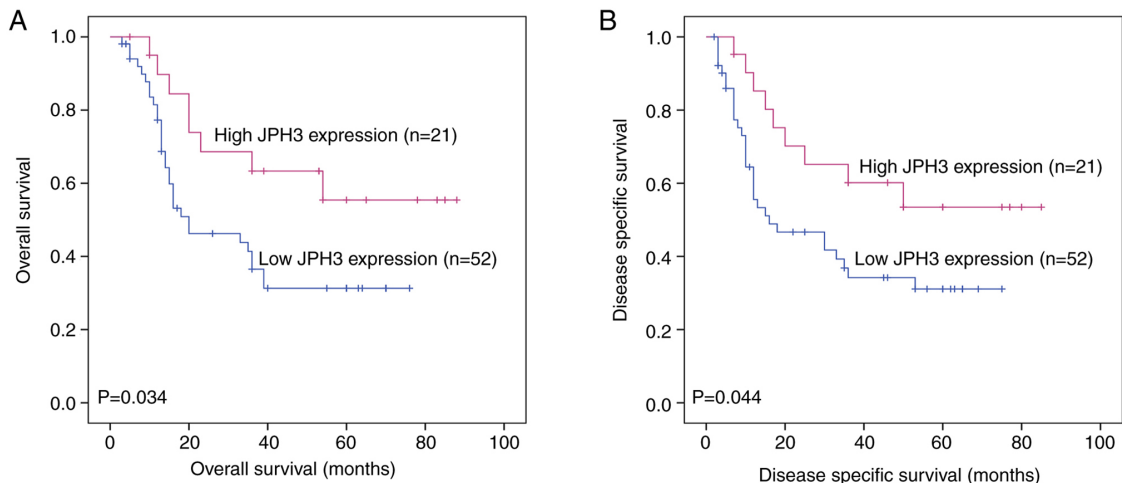 A
Overall survival
1.0
0.8
0.6
0.4
0.2
0.0
High JPH3 expression (n=21)
Low JPH3 expression (n=52)
P=0.034
0 20 40 60 80 100
Overall survival (months)
B
Disease specific survival
1.0
0.8
0.6
0.4
0.2
0.0
High JPH3 expression (n=21)
Low JPH3 expression (n=52)
P=0.044
0 20 40 60 80 100
Disease specific survival (months)